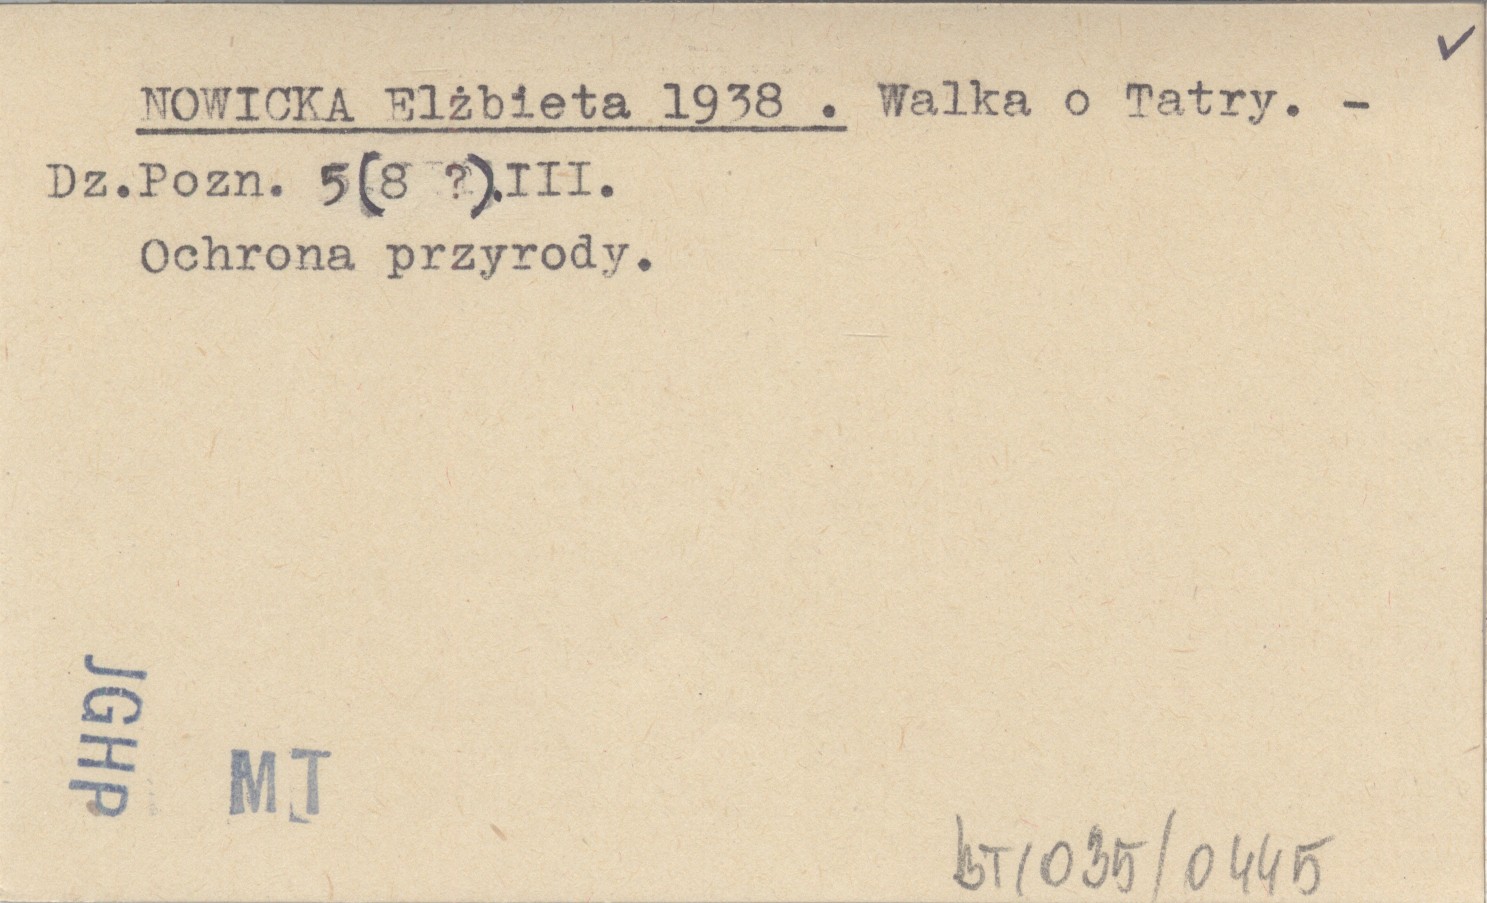 NOWICKA Elżbieta 1938 . Walka o Tatry. -
Dz.Pozn. 5(8 ?).III.
Ochrona przyrody.
JGHP
MT
BT/035/0445